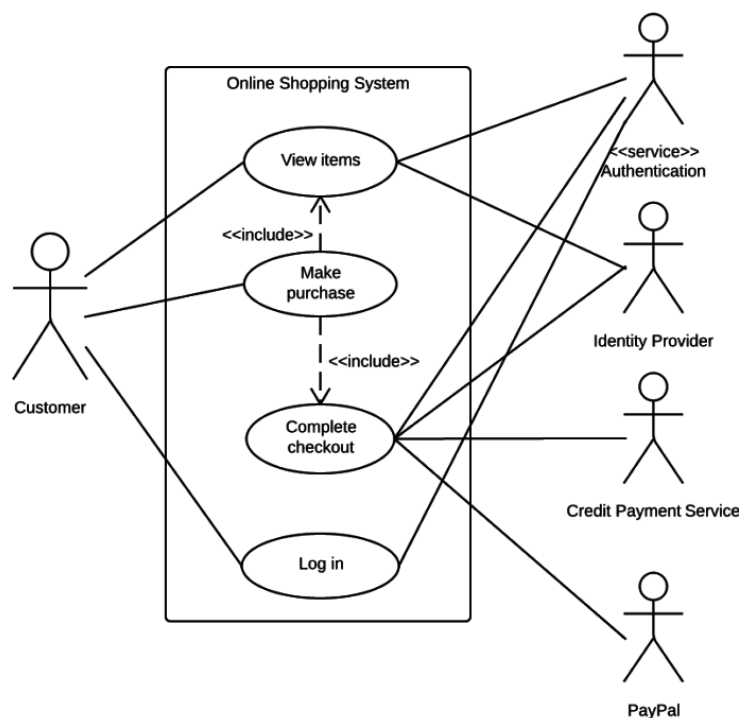 Online Shopping System
View items
<<service>>
Authentication
<<include>>
Make
purchase
Identity Provider
<<include>>
Customer
Complete
checkout
Credit Payment Service
Log in
PayPal